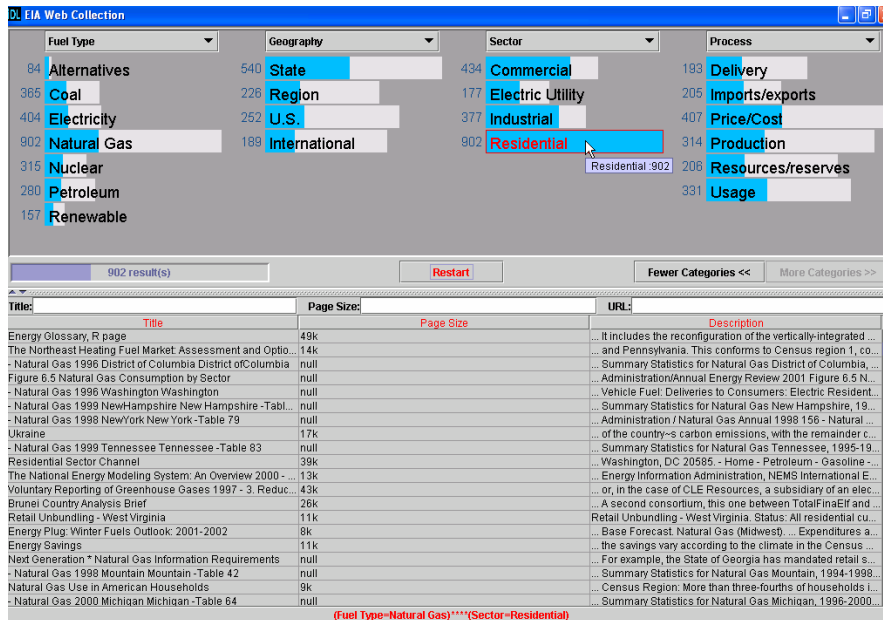 EIA Web Collection
Fuel Type Geography Sector Process
84 Alternatives 540 State 434 Commercial 193 Delivery
365 Coal 226 Region 177 Electric Utility 205 Imports/exports
404 Electricity 252 U.S. 377 Industrial 407 Price/Cost
902 Natural Gas 189 International 902 Residential 314 Production
315 Nuclear Residential :902 206 Resources/reserves
280 Petroleum 331 Usage
157 Renewable
902 result(s) Restart Fewer Categories << More Categories >>
Title: Page Size: URL:
Title Page Size Description
Energy Glossary, R page 49k ... It includes the reconfiguration of the vertically-integrated ...
The Northeast Heating Fuel Market: Assessment and Optio... 14k ... and Pennsylvania. This conforms to Census region 1, co...
- Natural Gas 1996 District of Columbia District ofColumbia null ... Summary Statistics for Natural Gas District of Columbia, ...
Figure 6.5 Natural Gas Consumption by Sector null ... Administration/Annual Energy Review 2001 Figure 6.5 N...
- Natural Gas 1996 Washington Washington null ... Vehicle Fuel: Deliveries to Consumers: Electric Resident...
- Natural Gas 1999 NewHampshire New Hampshire -Tabl... null ... Summary Statistics for Natural Gas New Hampshire, 19...
- Natural Gas 1998 NewYork New York -Table 79 null ... Administration / Natural Gas Annual 1998 156 - Natural ...
Ukraine 17k ... of the country~s carbon emissions, with the remainder c...
- Natural Gas 1999 Tennessee Tennessee -Table 83 null ... Summary Statistics for Natural Gas Tennessee, 1995-19...
Residential Sector Channel 39k ... Washington, DC 20585. - Home - Petroleum - Gasoline -...
The National Energy Modeling System: An Overview 2000 - ... 13k ... Energy Information Administration, NEMS International E...
Voluntary Reporting of Greenhouse Gases 1997 - 3. Reduc... 43k ... or, in the case of CLE Resources, a subsidiary of an elec...
Brunei Country Analysis Brief 26k ... A second consortium, this one between TotalFinaElf and ...
Retail Unbundling - West Virginia 11k Retail Unbundling - West Virginia. Status: All residential cu...
Energy Plug: Winter Fuels Outlook: 2001-2002 8k ... Base Forecast. Natural Gas (Midwest). ... Expenditures a...
Energy Savings 11k ... the savings vary according to the climate in the Census ...
Next Generation * Natural Gas Information Requirements null ... For example, the State of Georgia has mandated retail s...
- Natural Gas 1998 Mountain Mountain -Table 42 null ... Summary Statistics for Natural Gas Mountain, 1994-1998...
Natural Gas Use in American Households 9k ... Census Region: More than three-fourths of households i...
- Natural Gas 2000 Michigan Michigan -Table 64 null ... Summary Statistics for Natural Gas Michigan, 1996-2000...
(Fuel Type=Natural Gas)****(Sector=Residential)